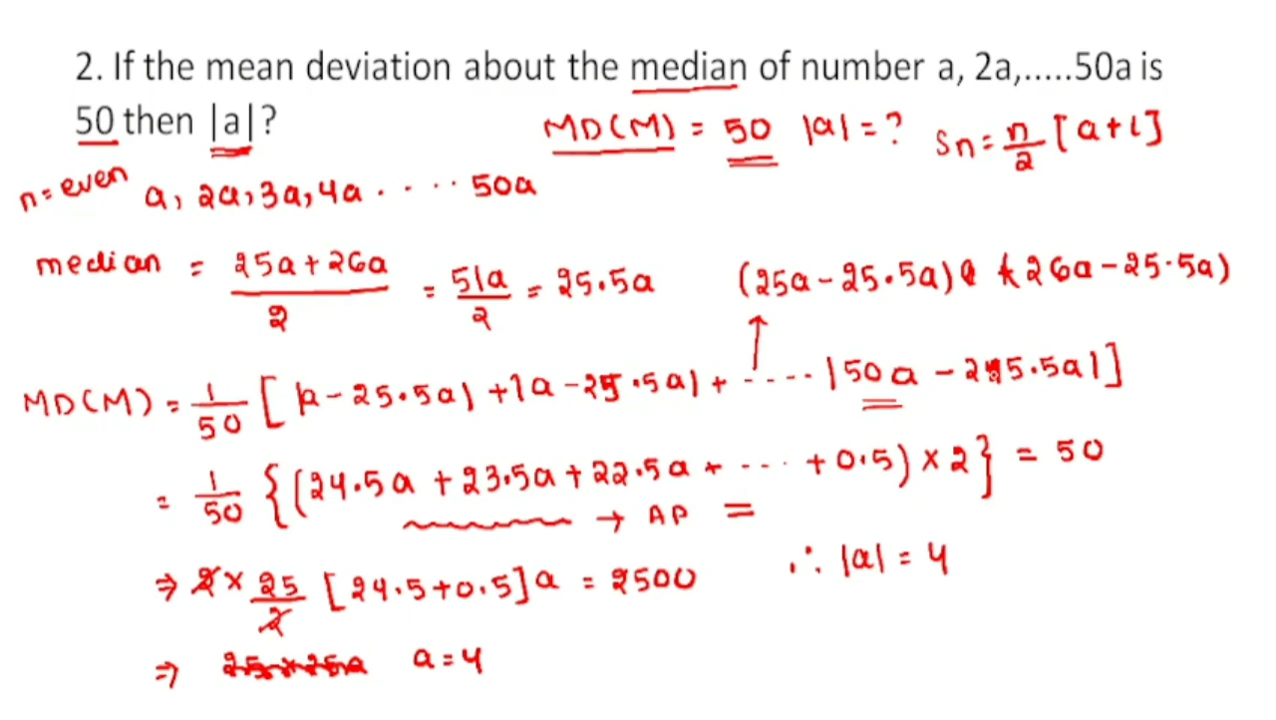 2. If the mean deviation about the median of number a, 2a,.....50a is
50 then |a|?
MD(M) = 50 |a| = ? Sn = n/2 [a+l]
n = even a, 2a, 3a, 4a . . . . . 50a
median = 25a + 26a / 2 = 51a / 2 = 25.5a (25a - 25.5a) (26a - 25.5a)
MD(M) = 1/50 [ |a - 25.5a| + |a - 25.5a| + ..... |50a - 25.5a| ]
= 1/50 { (24.5a + 23.5a + 22.5a + ... + 0.5) × 2 } = 50
→ AP =
⇒ 2 × 25/2 [24.5 + 0.5] a = 2500 ∴ |a| = 4
⇒ a = 4